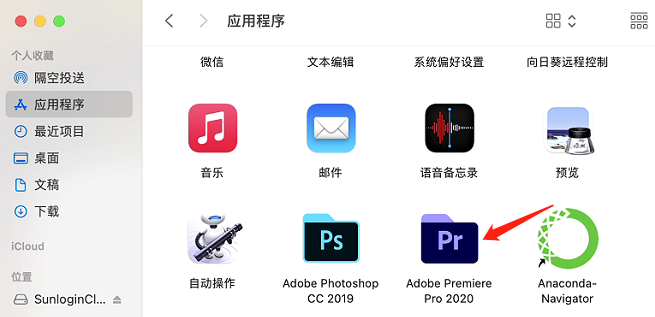 应用程序
个人收藏
隔空投送
应用程序
最近项目
桌面
文稿
下载
iCloud
位置
SunloginCl...
微信
文本编辑
系统偏好设置
向日葵远程控制
音乐
邮件
语音备忘录
预览
Ps
Pr
自动操作
Adobe Photoshop
CC 2019
Adobe Premiere
Pro 2020
Anaconda-
Navigator